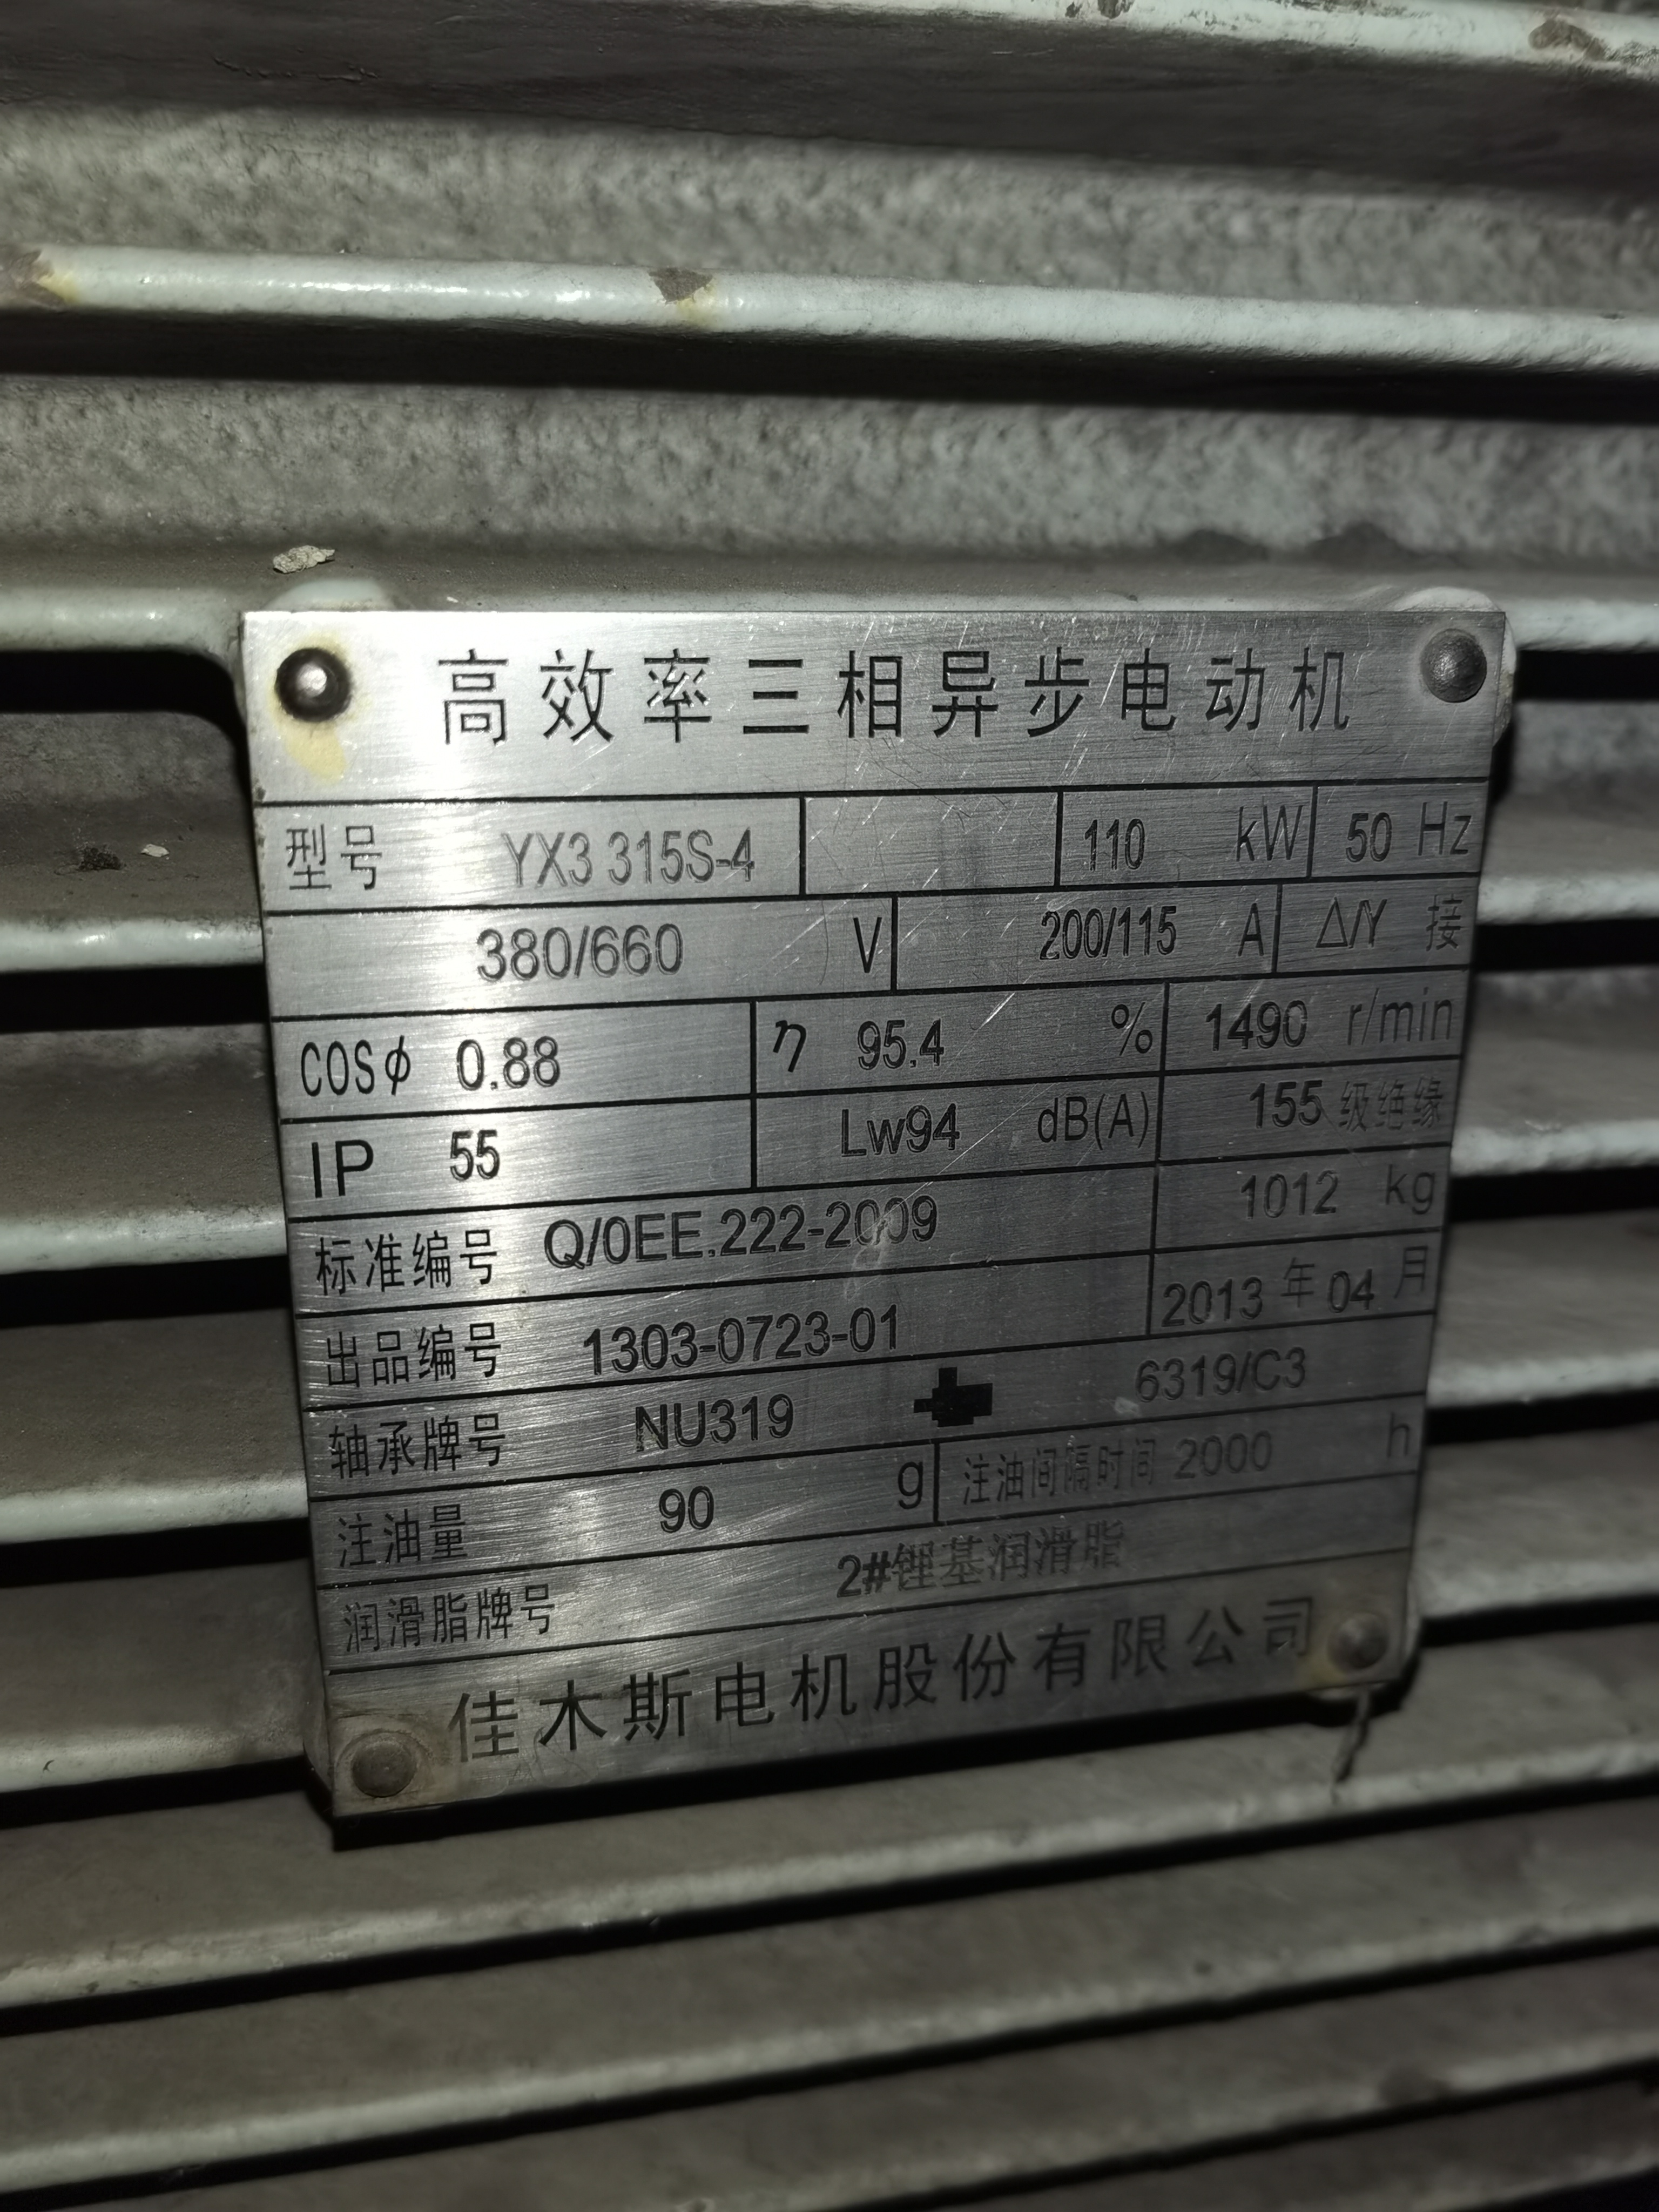 高效率三相异步电动机
型号 YX3 315S-4 110 kW 50 Hz
380/660 V 200/115 A Δ/Y 接
COSφ 0.88 η 95.4 % 1490 r/min
IP 55 Lw94 dB(A) 155 级绝缘
标准编号 Q/0EE.222-2009 1012 kg
出品编号 1303-0723-01 2013 年 04 月
轴承牌号 NU319 6319/C3
注油量 90 g 注油间隔时间 2000 h
润滑脂牌号 2#锂基润滑脂
佳木斯电机股份有限公司